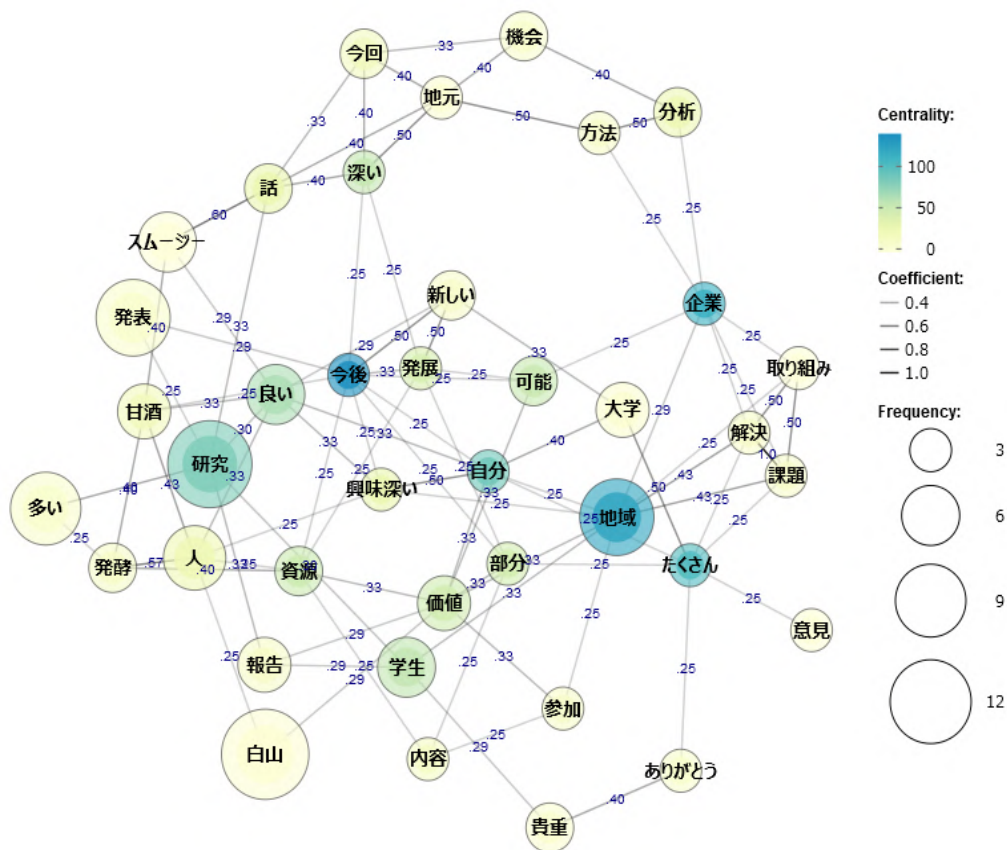 今回
.33
機会
.40
.40
.40
地元
分析
.33
.40
.50
.50
方法
.50
.40
話
.40
深い
.60
スムージー
.25
.25
.25
.25
新しい
企業
発表
.29
.33
.50
.50
.40
.29
.29
.33
.25
今後
.33
発展
.25
.25
可能
取り組み
.25
.25
良い
大学
.29
.50
甘酒
.33
.30
解決
.50
研究
.33
.25
.33
.40
1.0
.43
自分
.25
課題
.50
.50
.43
多い
.40
.43
.33
興味深い
.25
.25
地域
.25
.25
発酵
.57
人
.25
.40
資源
.33
部分
.33
たくさん
.25
.33
.33
価値
.33
.25
意見
.29
.25
報告
.29
.25
学生
.33
.25
.29
.25
.25
白山
参加
.25
内容
.29
ありがとう
.40
貴重
Centrality:
100
50
0
Coefficient:
0.4
0.6
0.8
1.0
Frequency:
3
6
9
12